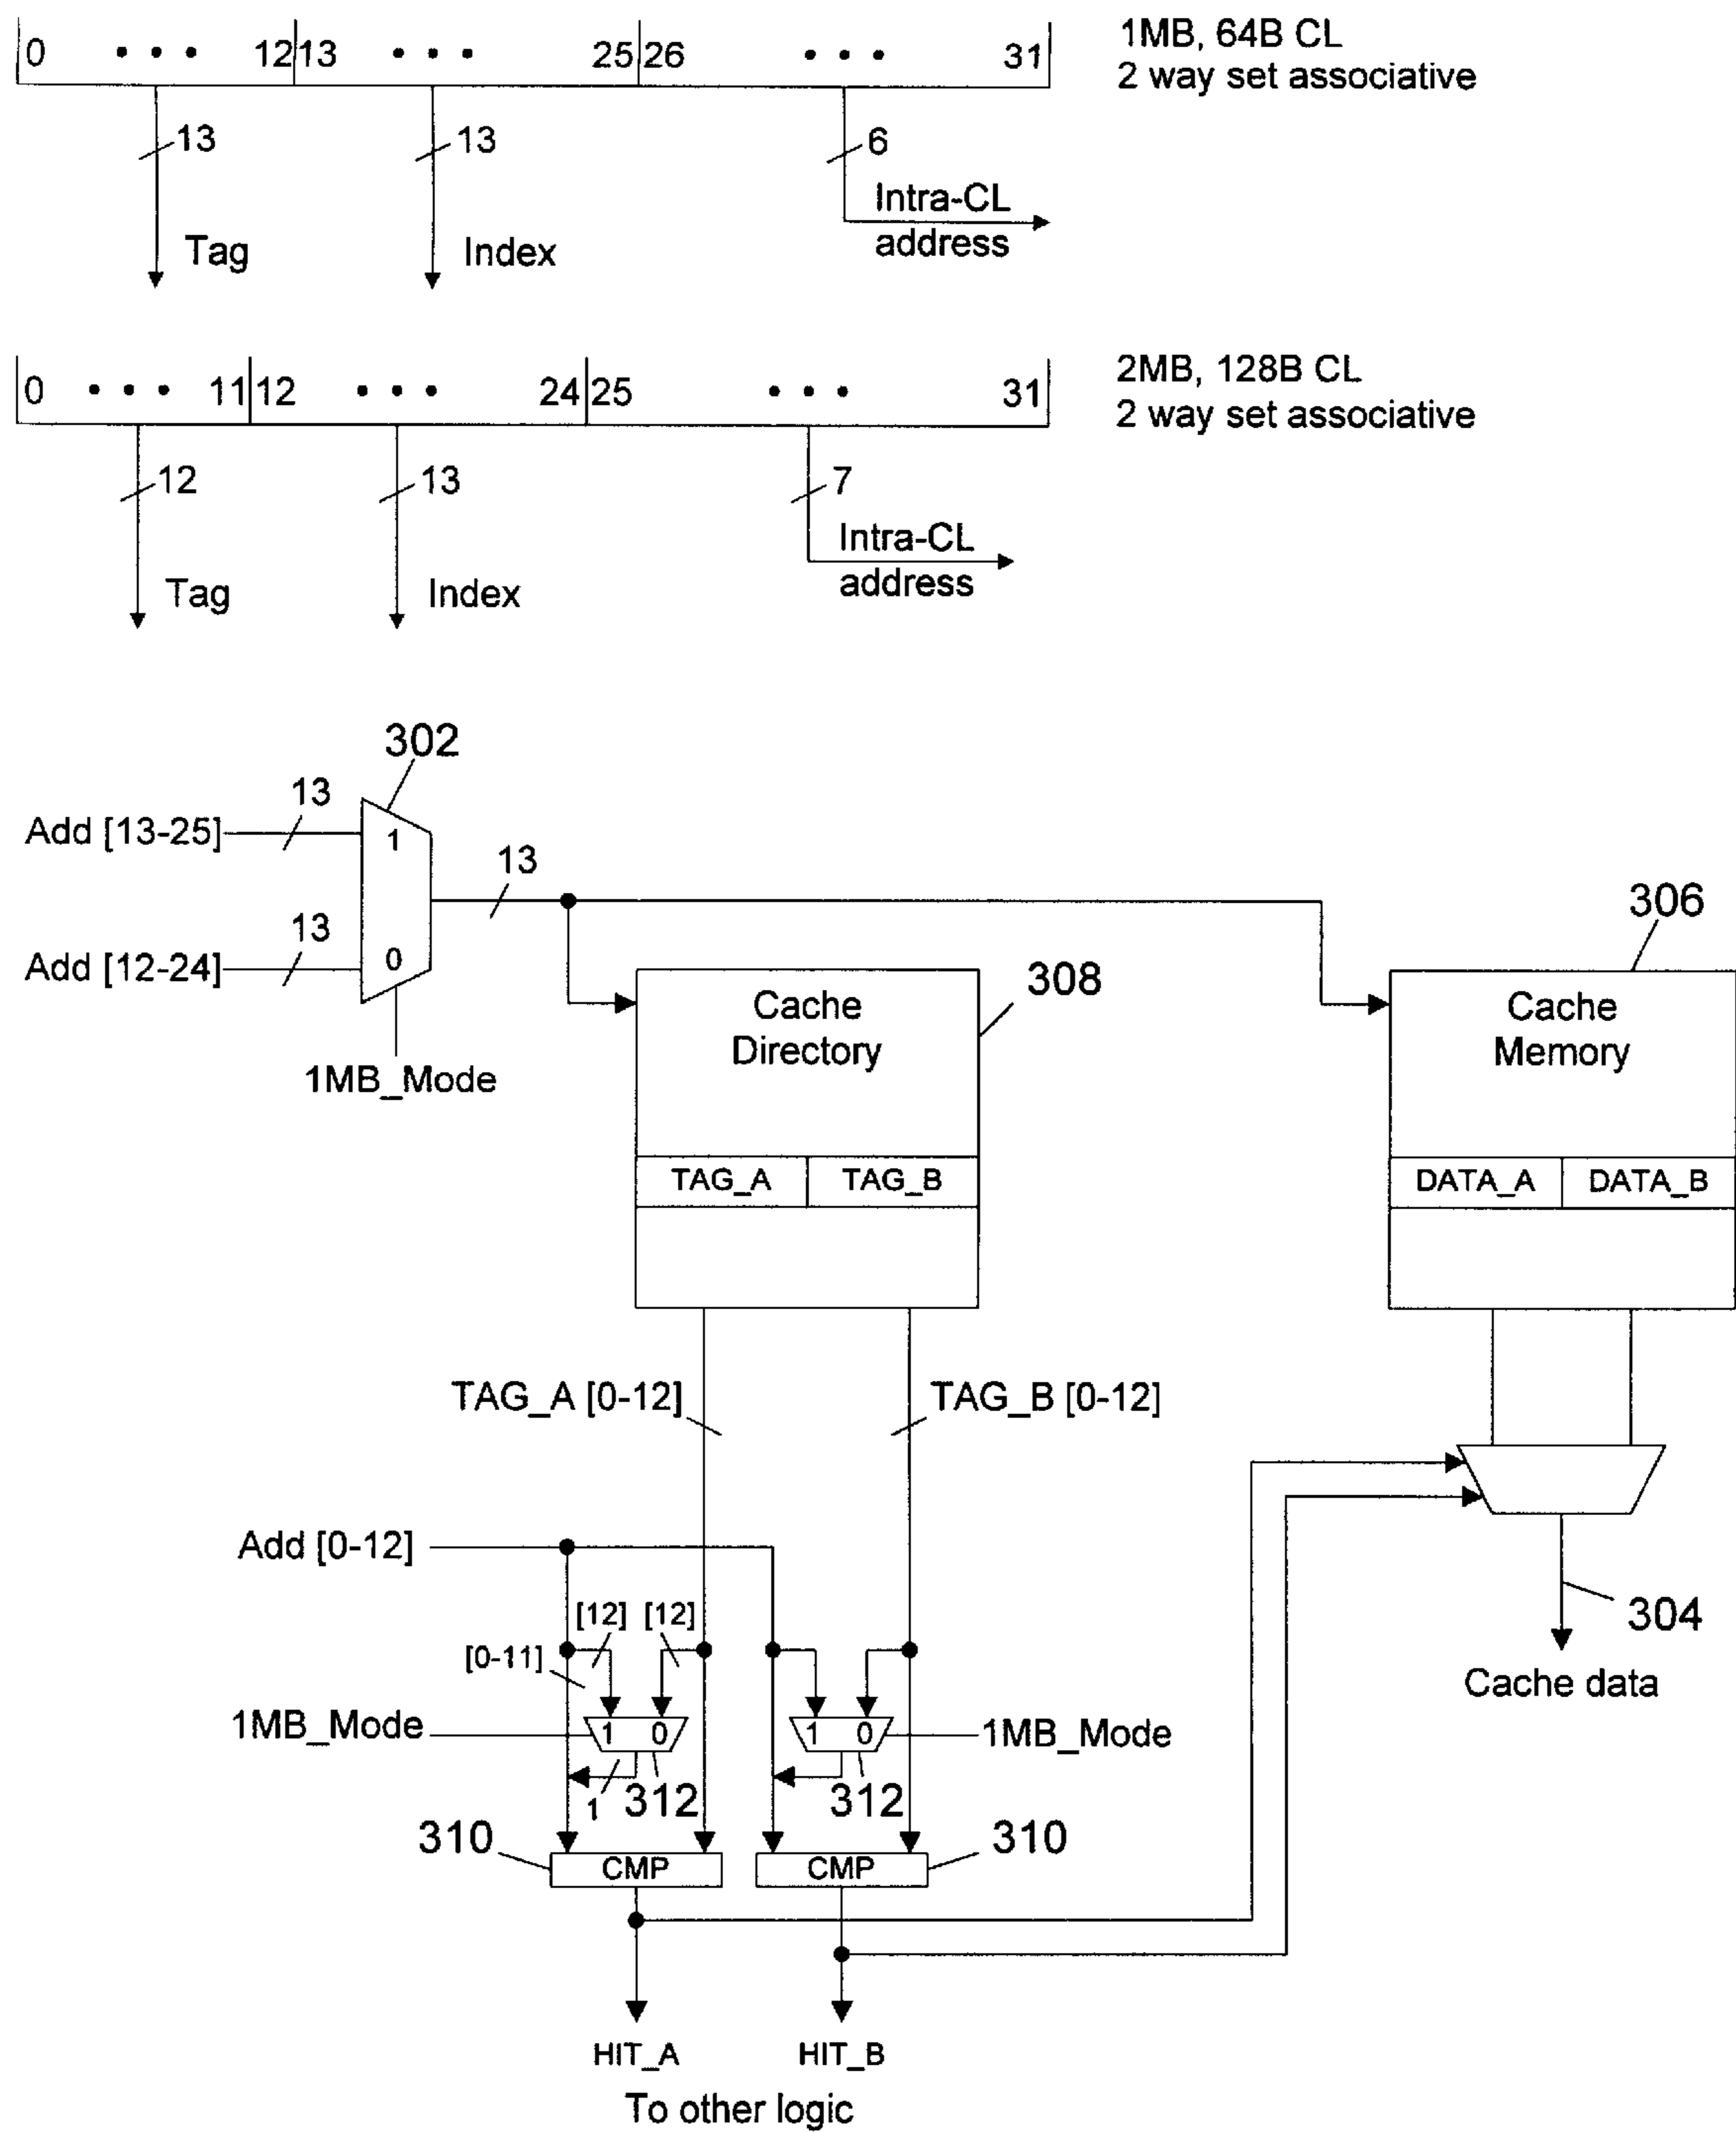 0 • • • 12 13 • • • 25 26 • • • 31
1MB, 64B CL
2 way set associative
13
13
6
Tag
Index
Intra-CL
address
0 • • • 11 12 • • • 24 25 • • • 31
2MB, 128B CL
2 way set associative
12
13
7
Tag
Index
Intra-CL
address
302
Add [13-25]
13
1
13
Add [12-24]
13
0
1MB_Mode
306
308
Cache
Directory
Cache
Memory
TAG_A
TAG_B
DATA_A
DATA_B
TAG_A [0-12]
TAG_B [0-12]
Add [0-12]
[12]
[12]
[0-11]
304
Cache data
1MB_Mode
1 0
1 0
1MB_Mode
1
312
312
310
CMP
CMP
310
HIT_A
HIT_B
To other logic